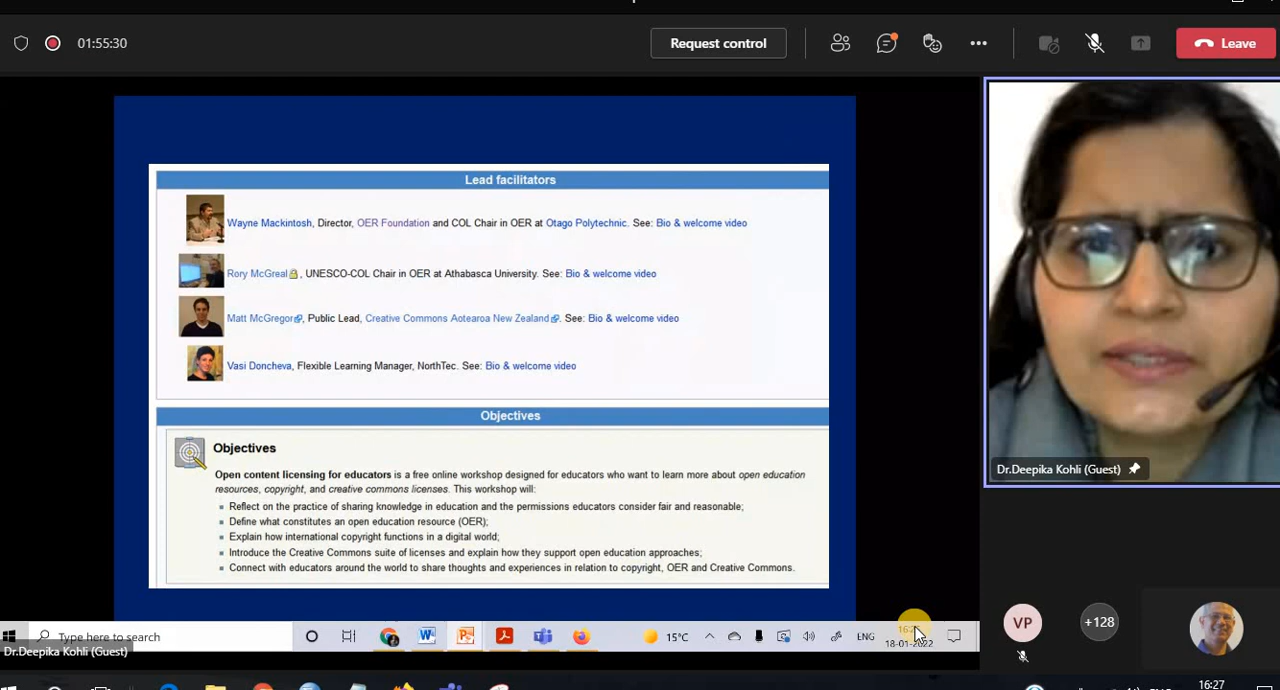 01:55:30
Request control
Leave
Lead facilitators
Wayne Mackintosh, Director, OER Foundation and COL Chair in OER at Otago Polytechnic. See: Bio & welcome video
Rory McGreal, UNESCO-COL Chair in OER at Athabasca University. See: Bio & welcome video
Matt McGregor, Public Lead, Creative Commons Aotearoa New Zealand. See: Bio & welcome video
Vasi Doncheva, Flexible Learning Manager, NorthTec. See: Bio & welcome video
Objectives
Objectives
Open content licensing for educators is a free online workshop designed for educators who want to learn more about open education
resources, copyright, and creative commons licenses. This workshop will:
Reflect on the practice of sharing knowledge in education and the permissions educators consider fair and reasonable;
Define what constitutes an open education resource (OER);
Explain how international copyright functions in a digital world;
Introduce the Creative Commons suite of licenses and explain how they support open education approaches;
Connect with educators around the world to share thoughts and experiences in relation to copyright, OER and Creative Commons.
Dr.Deepika Kohli (Guest)
VP
+128
Type here to search
15°C
ENG
18-01-2022
Dr.Deepika Kohli (Guest)
16:27